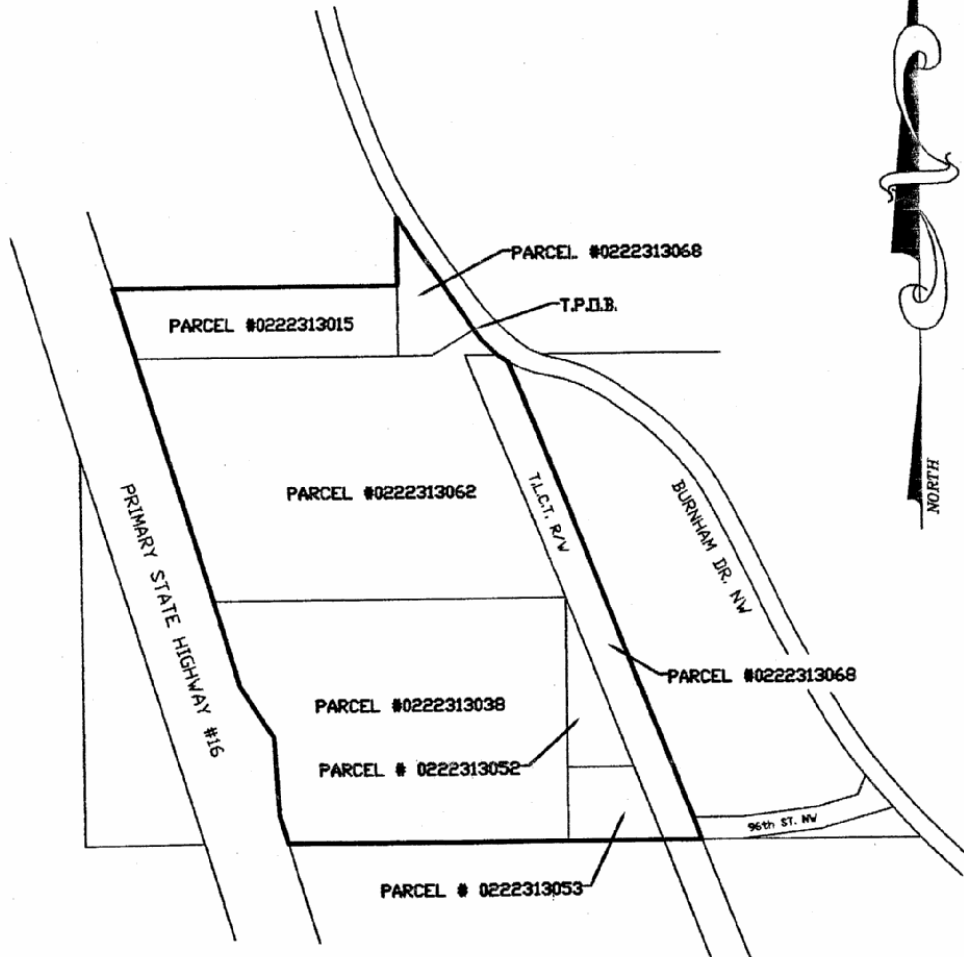 PARCEL #0222313068
T.P.O.B.
PARCEL #0222313015
PARCEL #0222313062
T.L.C.T. R/W
BURNHAM DR. NW
NORTH
PRIMARY STATE HIGHWAY #16
PARCEL #0222313068
PARCEL #0222313038
PARCEL # 0222313052
96th ST. NW
PARCEL # 0222313053